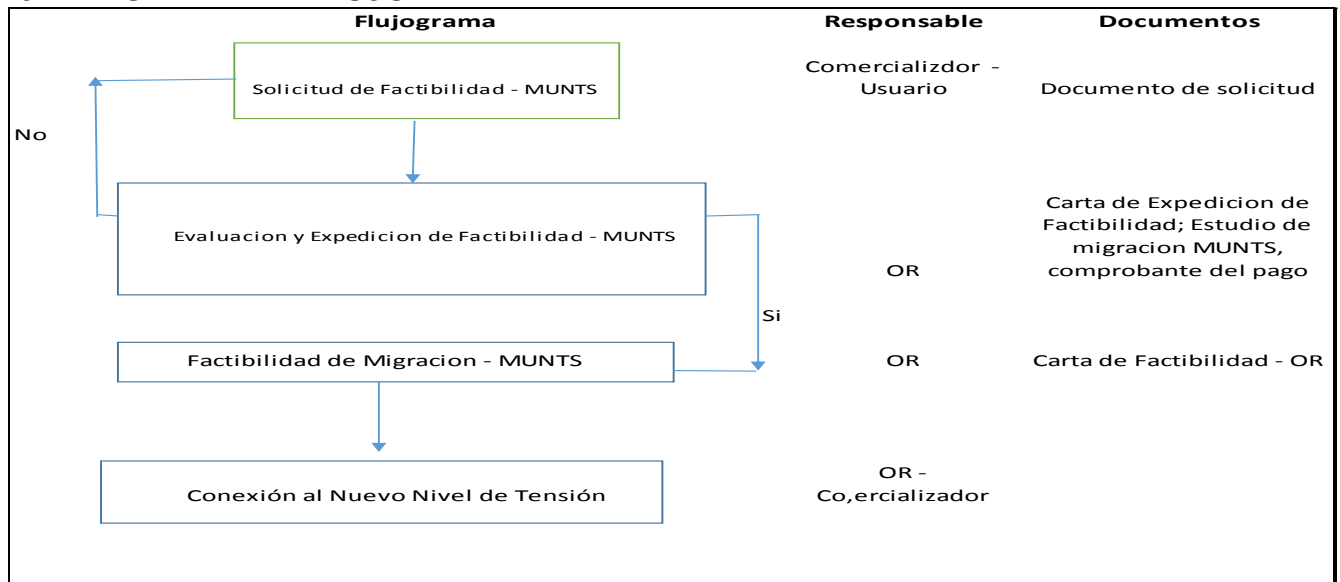 Flujograma
Responsable
Documentos
Solicitud de Factibilidad - MUNTS
Comercializdor -
Usuario
Documento de solicitud
No
Evaluacion y Expedicion de Factibilidad - MUNTS
OR
Carta de Expedicion de
Factibilidad; Estudio de
migracion MUNTS,
comprobante del pago
Si
Factibilidad de Migracion - MUNTS
OR
Carta de Factibilidad - OR
Conexión al Nuevo Nivel de Tensión
OR -
Co,ercializador